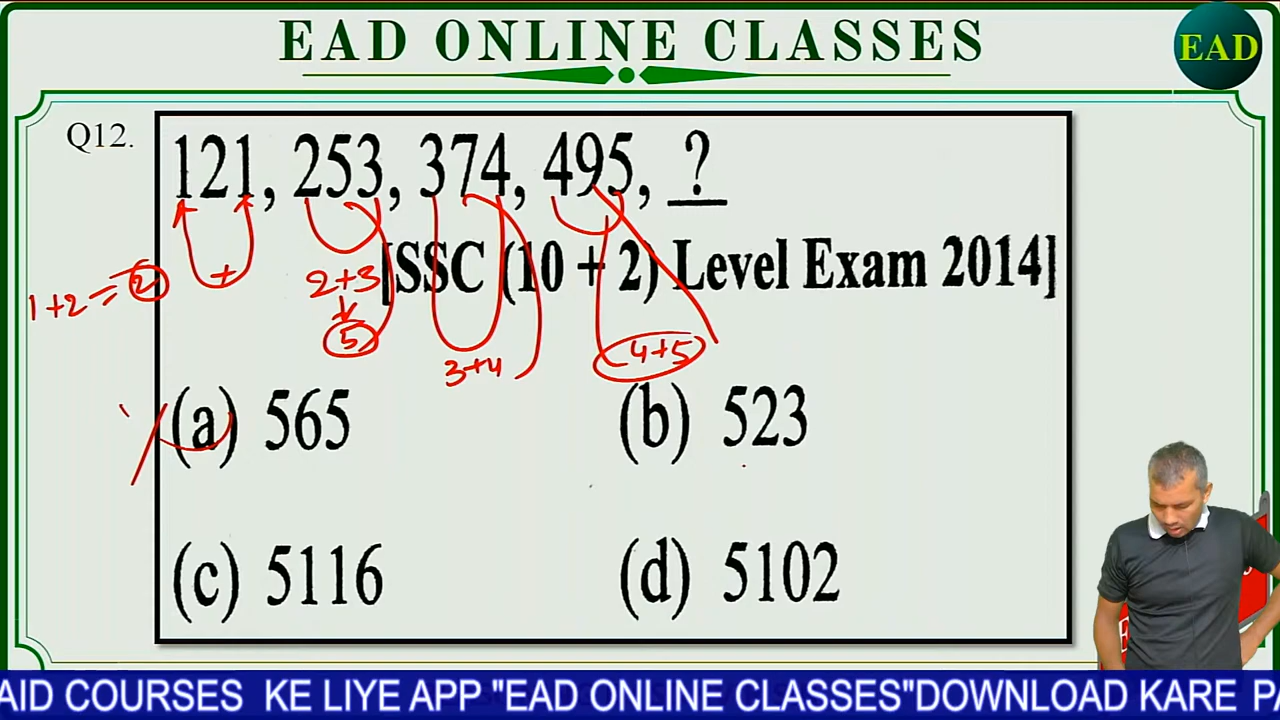 EAD ONLINE CLASSES
EAD
Q12. 121, 253, 374, 495, ?
[SSC (10 + 2) Level Exam 2014]
+
1+2=2
2+3
5
3+4
4+5
(a) 565 (b) 523
(c) 5116 (d) 5102
AID COURSES KE LIYE APP "EAD ONLINE CLASSES"DOWNLOAD KARE PA